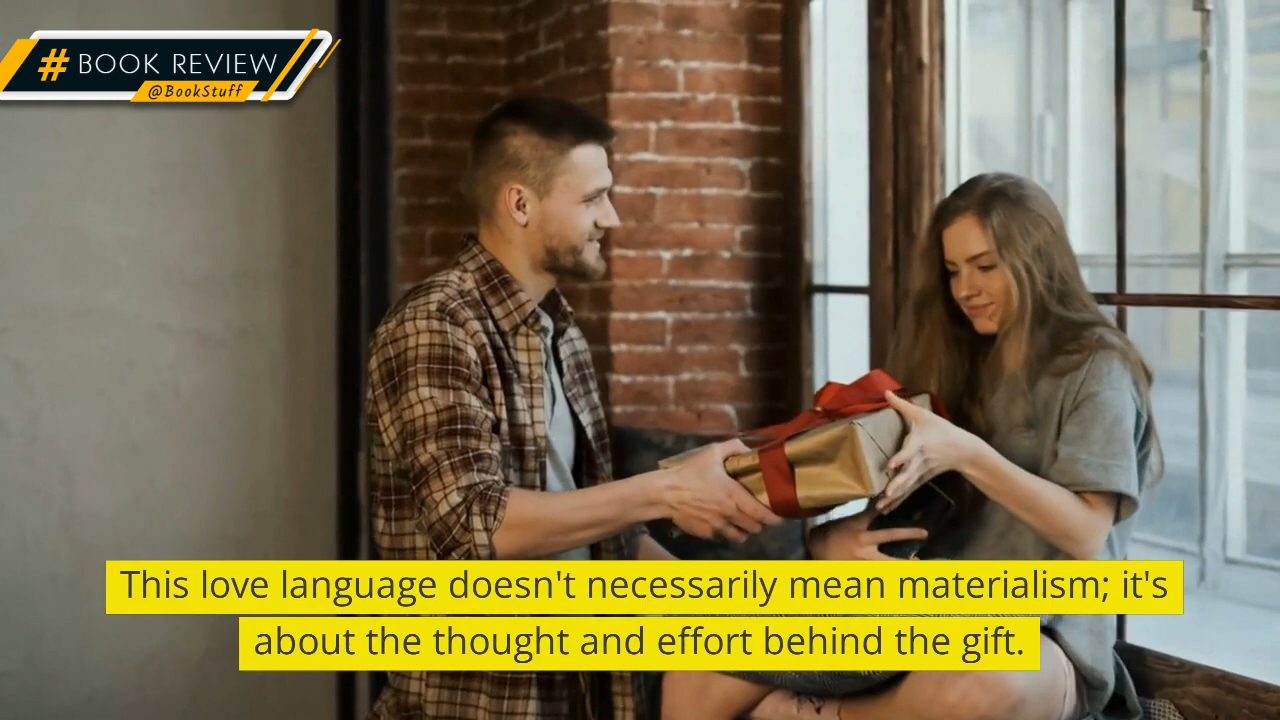 # BOOK REVIEW
@BookStuff
This love language doesn't necessarily mean materialism; it's
about the thought and effort behind the gift.